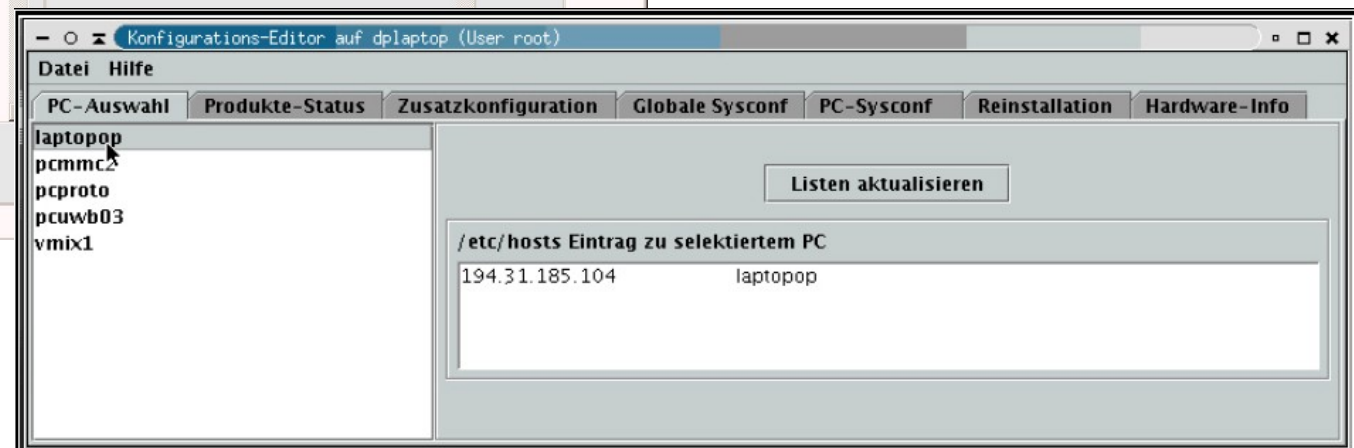 Konfigurations-Editor auf dplaptop (User root)
Datei Hilfe
PC-Auswahl Produkte-Status Zusatzkonfiguration Globale Sysconf PC-Sysconf Reinstallation Hardware-Info
laptopop
pcmmc2
pcproto
pcuwb03
vmix1
Listen aktualisieren
/etc/hosts Eintrag zu selektiertem PC
194.31.185.104 laptopop